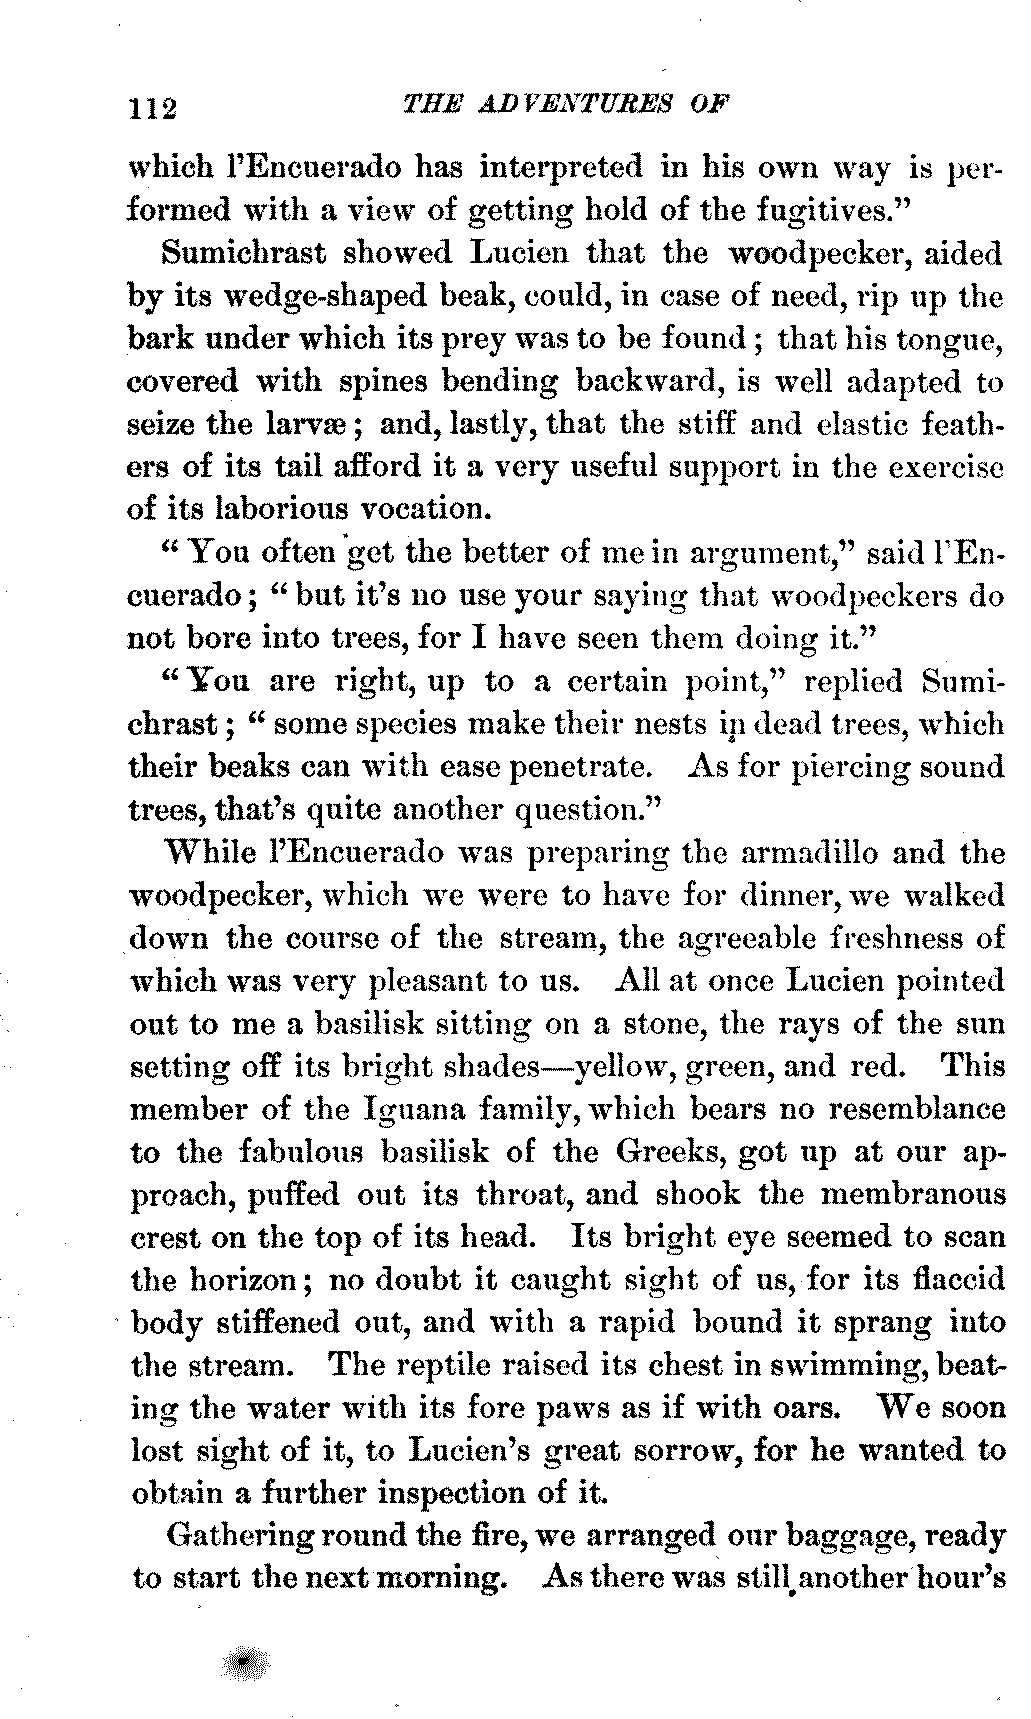 112 THE ADVENTURES OF
which l'Encuerado has interpreted in his own way is per-
formed with a view of getting hold of the fugitives."
Sumichrast showed Lucien that the woodpecker, aided
by its wedge-shaped beak, could, in case of need, rip up the
bark under which its prey was to be found; that his tongue,
covered with spines bending backward, is well adapted to
seize the larvæ; and, lastly, that the stiff and elastic feath-
ers of its tail afford it a very useful support in the exercise
of its laborious vocation.
"You often get the better of me in argument," said l'En-
cuerado; "but it's no use your saying that woodpeckers do
not bore into trees, for I have seen them doing it."
"You are right, up to a certain point," replied Sumi-
chrast; "some species make their nests in dead trees, which
their beaks can with ease penetrate. As for piercing sound
trees, that's quite another question."
While l'Encuerado was preparing the armadillo and the
woodpecker, which we were to have for dinner, we walked
down the course of the stream, the agreeable freshness of
which was very pleasant to us. All at once Lucien pointed
out to me a basilisk sitting on a stone, the rays of the sun
setting off its bright shades—yellow, green, and red. This
member of the Iguana family, which bears no resemblance
to the fabulous basilisk of the Greeks, got up at our ap-
proach, puffed out its throat, and shook the membranous
crest on the top of its head. Its bright eye seemed to scan
the horizon; no doubt it caught sight of us, for its flaccid
body stiffened out, and with a rapid bound it sprang into
the stream. The reptile raised its chest in swimming, beat-
ing the water with its fore paws as if with oars. We soon
lost sight of it, to Lucien's great sorrow, for he wanted to
obtain a further inspection of it.
Gathering round the fire, we arranged our baggage, ready
to start the next morning. As there was still another hour's